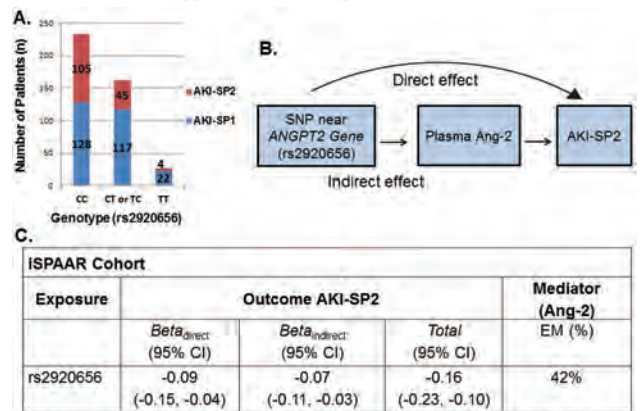 A.
Number of Patients (n)
250
200
150
100
50
0
105
128
45
117
4
22
CC
CT or TC
TT
Genotype (rs2920656)
AKI-SP2
AKI-SP1
B.
Direct effect
SNP near
ANGPT2 Gene
(rs2920656)
Plasma Ang-2
AKI-SP2
Indirect effect
C.
iSPAAR Cohort
Exposure
Outcome AKI-SP2
Mediator
(Ang-2)
Beta direct
(95% CI)
Beta indirect
(95% CI)
Total
(95% CI)
EM (%)
rs2920656
-0.09
(-0.15, -0.04)
-0.07
(-0.11, -0.03)
-0.16
(-0.23, -0.10)
42%